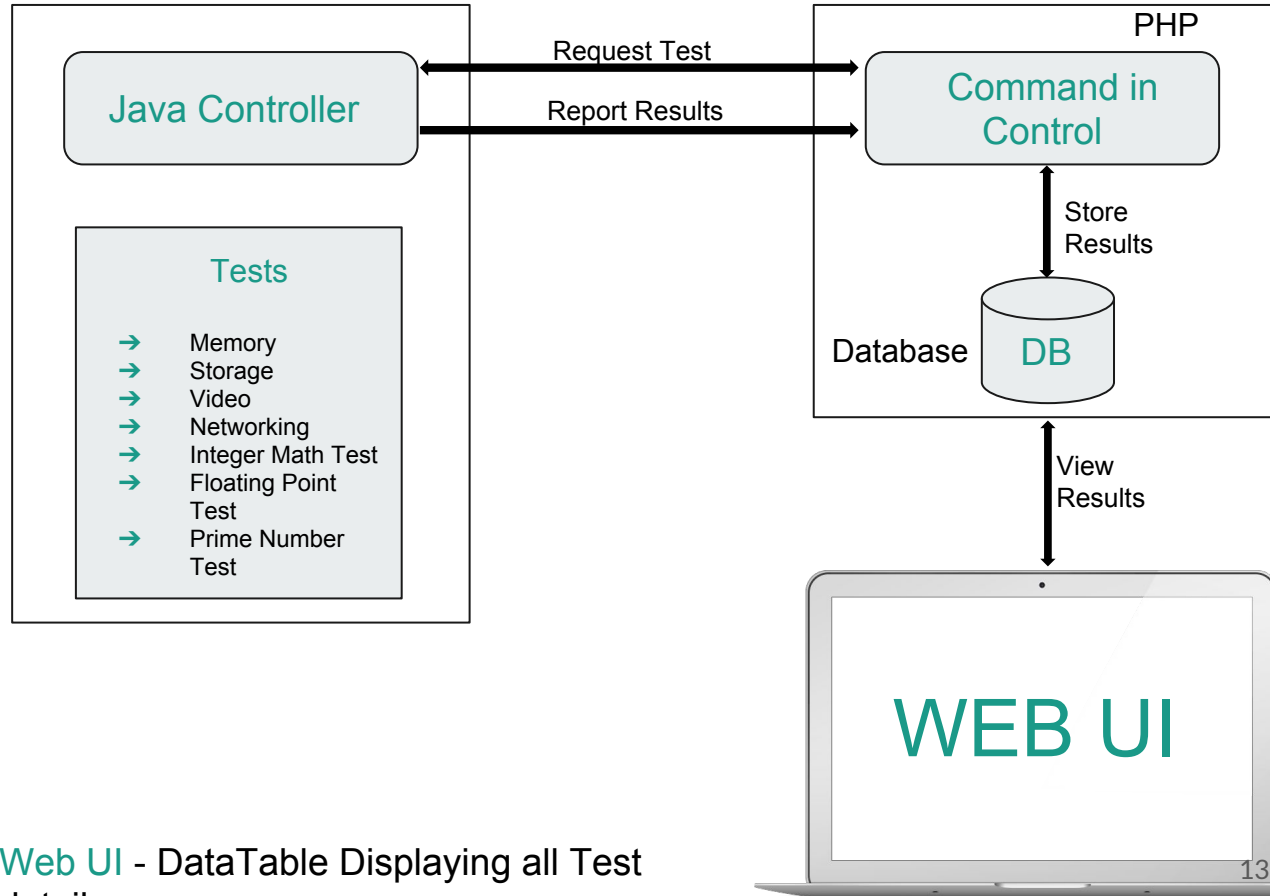 PHP
Java Controller
Request Test
Report Results
Command in
Control
Store
Results
Database
DB
Tests
➔ Memory
➔ Storage
➔ Video
➔ Networking
➔ Integer Math Test
➔ Floating Point
Test
➔ Prime Number
Test
View
Results
WEB UI
Web UI - DataTable Displaying all Test
13